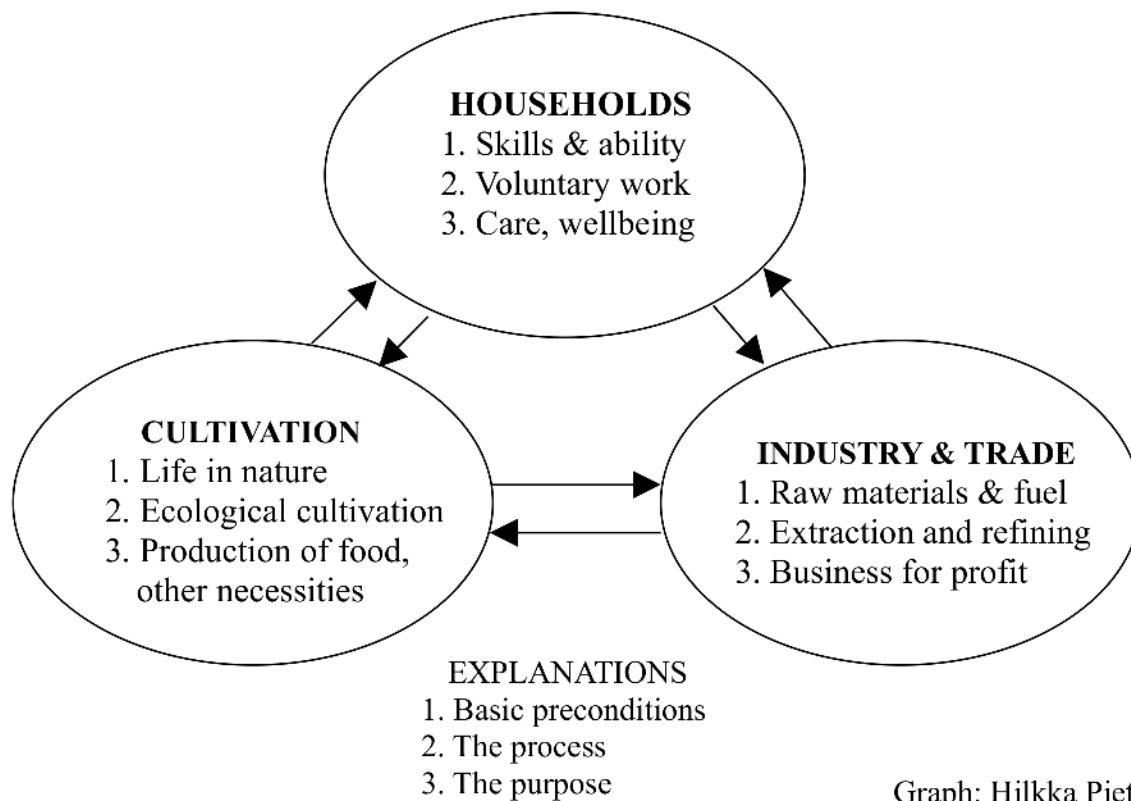 HOUSEHOLDS
1. Skills & ability
2. Voluntary work
3. Care, wellbeing
CULTIVATION
1. Life in nature
2. Ecological cultivation
3. Production of food,
other necessities
INDUSTRY & TRADE
1. Raw materials & fuel
2. Extraction and refining
3. Business for profit
EXPLANATIONS
1. Basic preconditions
2. The process
3. The purpose
Graph: Hilkka